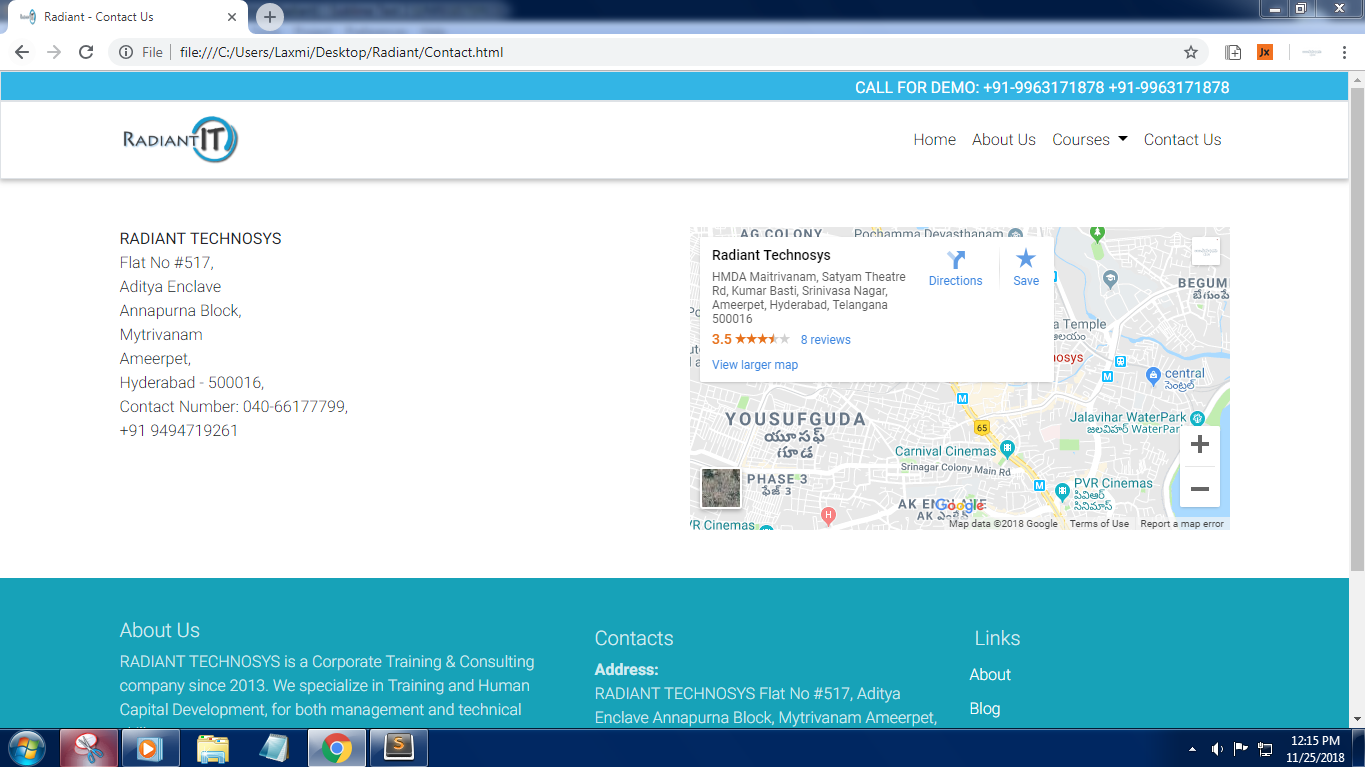 Radiant - Contact Us
File
file:///C:/Users/Laxmi/Desktop/Radiant/Contact.html
Jx
CALL FOR DEMO: +91-9963171878 +91-9963171878
RADIANT IT
Home About Us Courses Contact Us
RADIANT TECHNOSYS
Flat No #517,
Aditya Enclave
Annapurna Block,
Mytrivanam
Ameerpet,
Hyderabad - 500016,
Contact Number: 040-66177799,
+91 9494719261
AG COLONY
Pochamma Devasthanam
Radiant Technosys
HMDA Maitrivanam, Satyam Theatre
Rd, Kumar Basti, Srinivasa Nagar,
Ameerpet, Hyderabad, Telangana
500016
3.5 8 reviews
View larger map
Directions
Save
BEGUM
బేగంపే
a Temple
ఆలయం
nosys
central
సెంట్రల్
M
M
M
Jalavihar WaterPark
జలవిహార్ WaterPark
YOUSUFGUDA
యూసఫ్
గూడ
65
Carnival Cinemas
Srinagar Colony Main Rd
PHASE 3
ఫేజ్ 3
H
PVR Cinemas
పివిఆర్
సినిమాస్
VR Cinemas
Google
Map data ©2018 Google Terms of Use Report a map error
About Us
RADIANT TECHNOSYS is a Corporate Training & Consulting
company since 2013. We specialize in Training and Human
Capital Development, for both management and technical
Contacts
Address:
RADIANT TECHNOSYS Flat No #517, Aditya
Enclave Annapurna Block, Mytrivanam Ameerpet,
Links
About
Blog
S
12:15 PM
11/25/2018